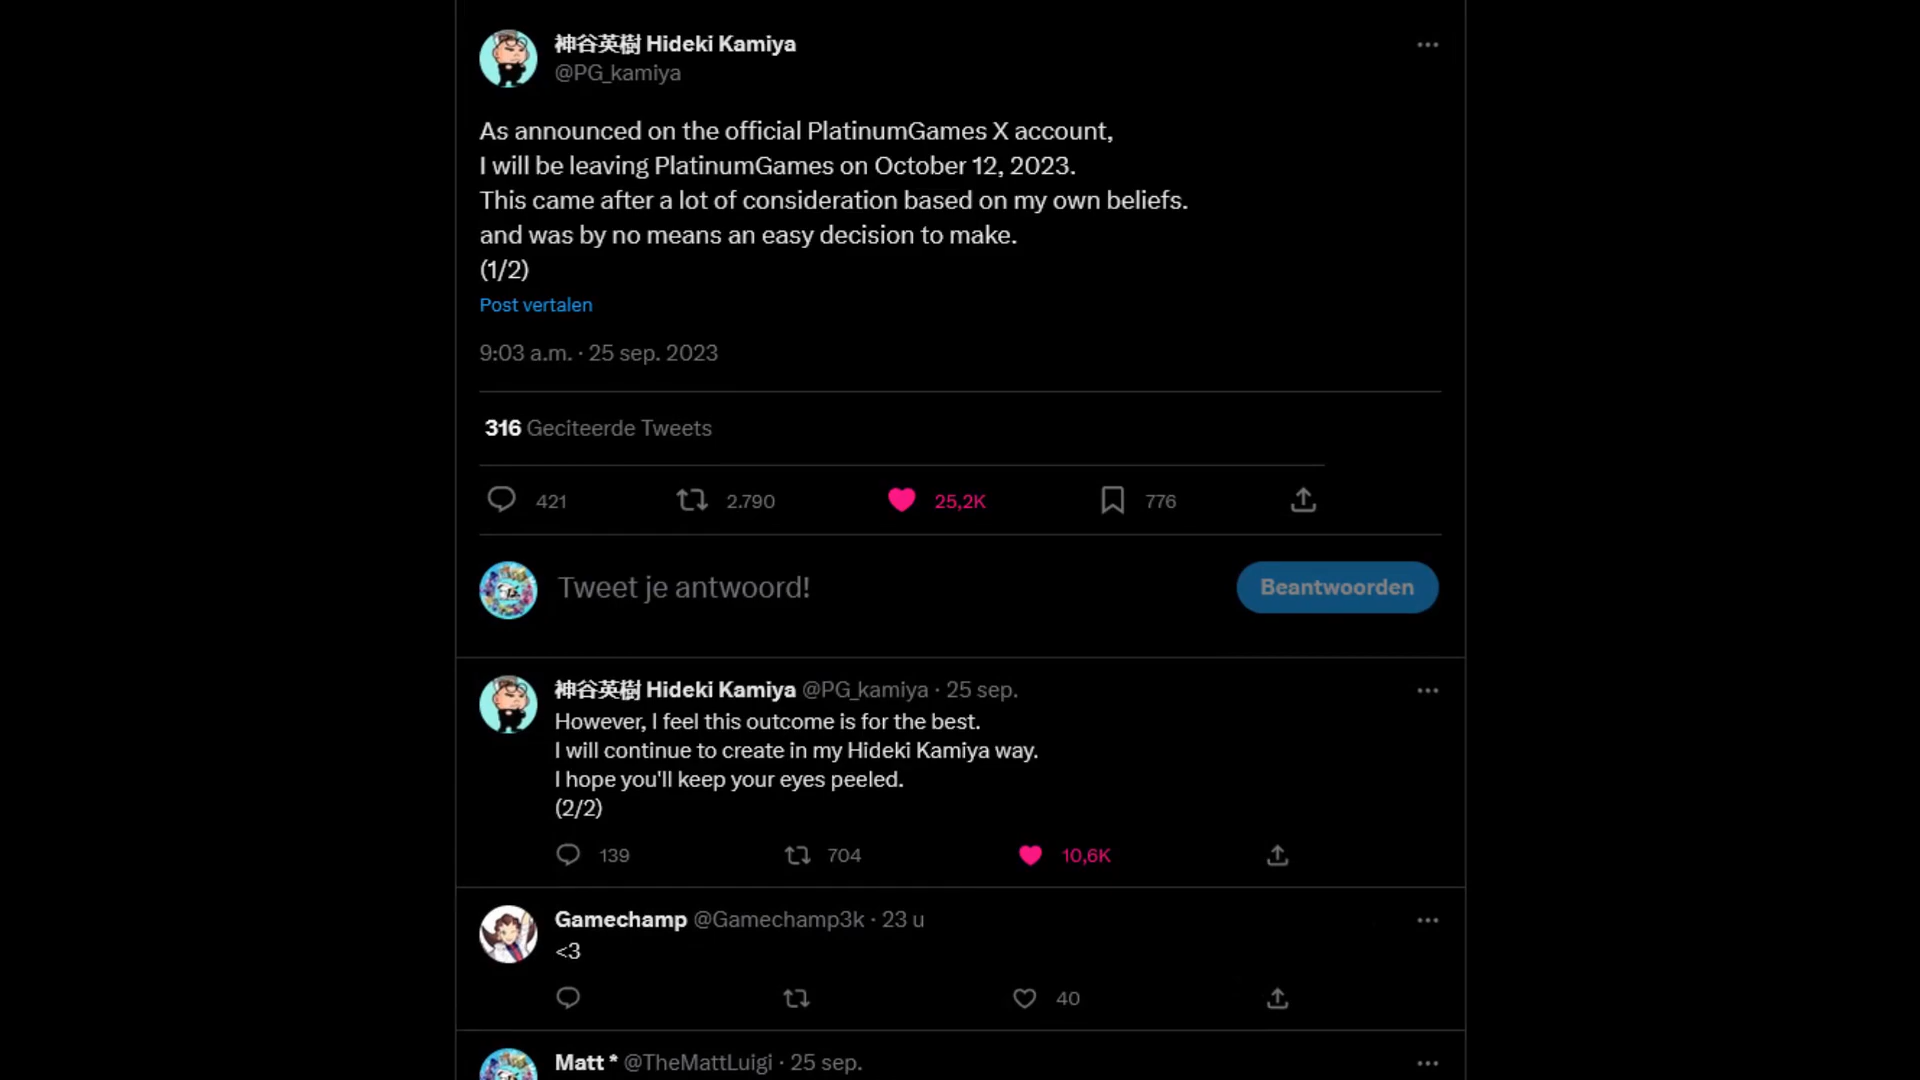 神谷英樹 Hideki Kamiya
@PG_kamiya
As announced on the official PlatinumGames X account,
I will be leaving PlatinumGames on October 12, 2023.
This came after a lot of consideration based on my own beliefs.
and was by no means an easy decision to make.
(1/2)
Post vertalen
9:03 a.m. · 25 sep. 2023
316 Geciteerde Tweets
421 2.790 25,2K 776
Tweet je antwoord! Beantwoorden
神谷英樹 Hideki Kamiya @PG_kamiya · 25 sep.
However, I feel this outcome is for the best.
I will continue to create in my Hideki Kamiya way.
I hope you'll keep your eyes peeled.
(2/2)
139 704 10,6K
Gamechamp @Gamechamp3k · 23 u
<3
40
Matt * @TheMattLuigi · 25 sep.